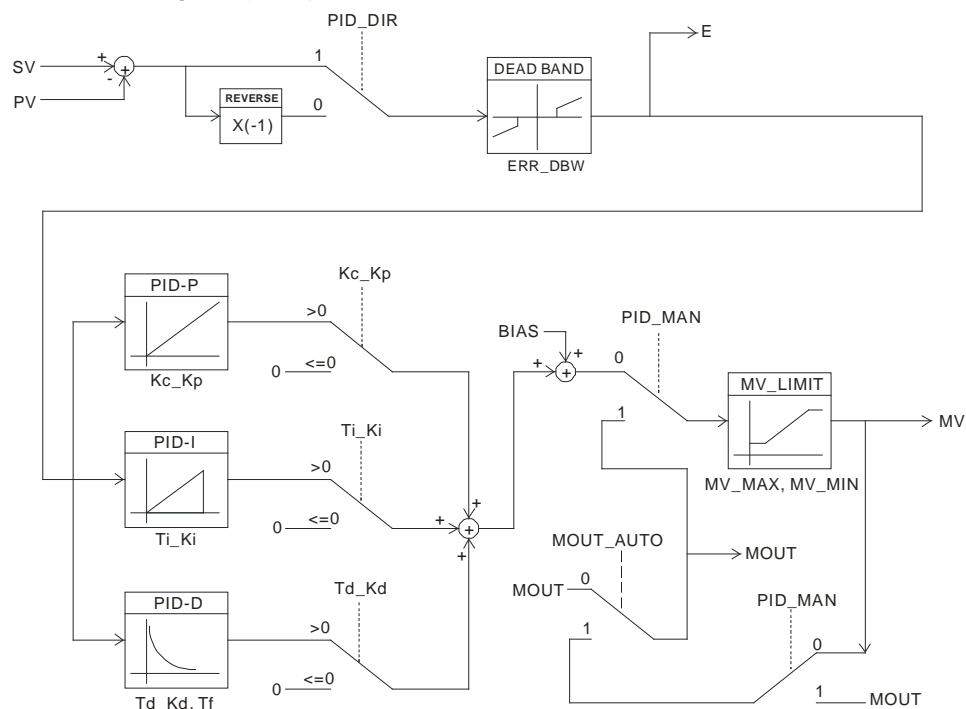 PID_DIR
E
+
1
SV
+
DEAD BAND
-
PV
REVERSE
0
X(-1)
ERR_DBW
Kc_Kp
PID-P
>0
BIAS
PID_MAN
+
+
0
+
0
<=0
MV_LIMIT
Kc_Kp
1
MV
Ti_Ki
PID-I
>0
MV_MAX, MV_MIN
+
+
+
0
<=0
+
Ti_Ki
MOUT_AUTO
MOUT
Td_Kd
0
PID-D
MOUT
PID_MAN
>0
1
0
0
<=0
1
MOUT
Td_Kd, Tf